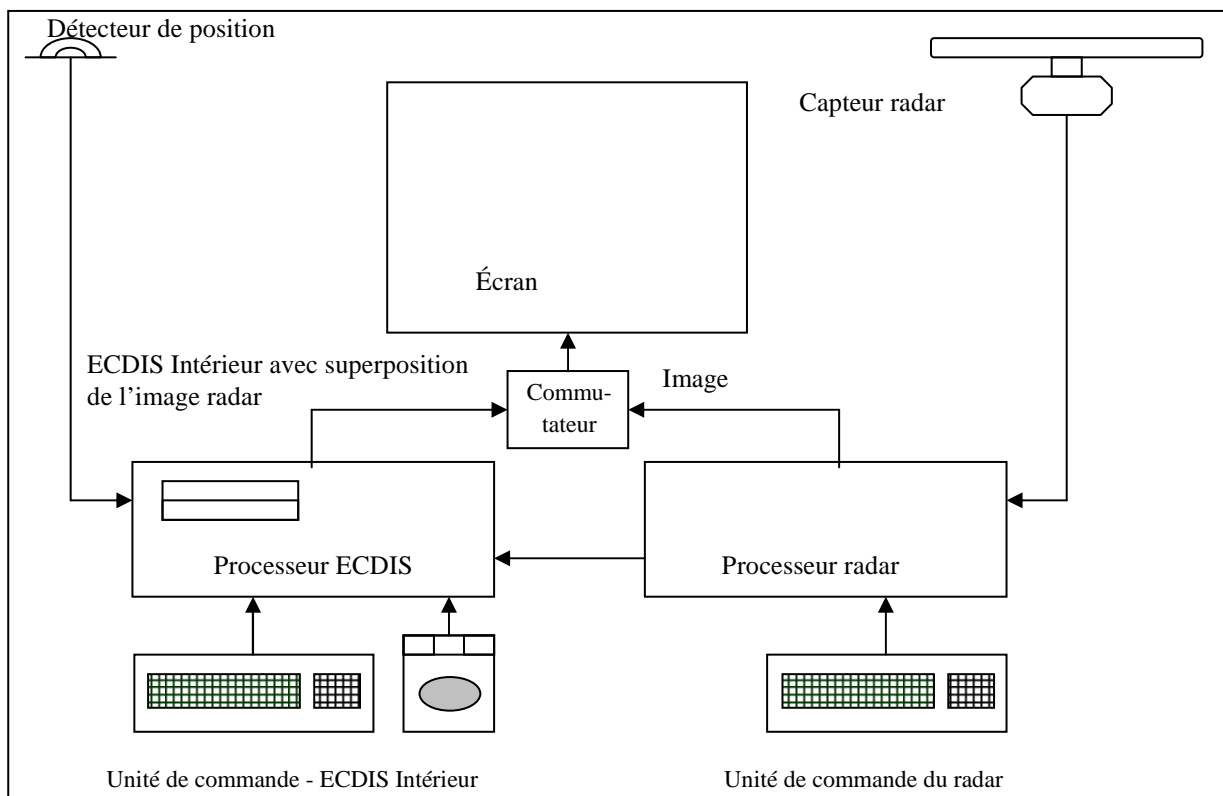 Détecteur de position
Capteur radar
Écran
ECDIS Intérieur avec superposition
de l’image radar
Commu-
tateur
Image
Processeur ECDIS
Processeur radar
Unité de commande - ECDIS Intérieur
Unité de commande du radar